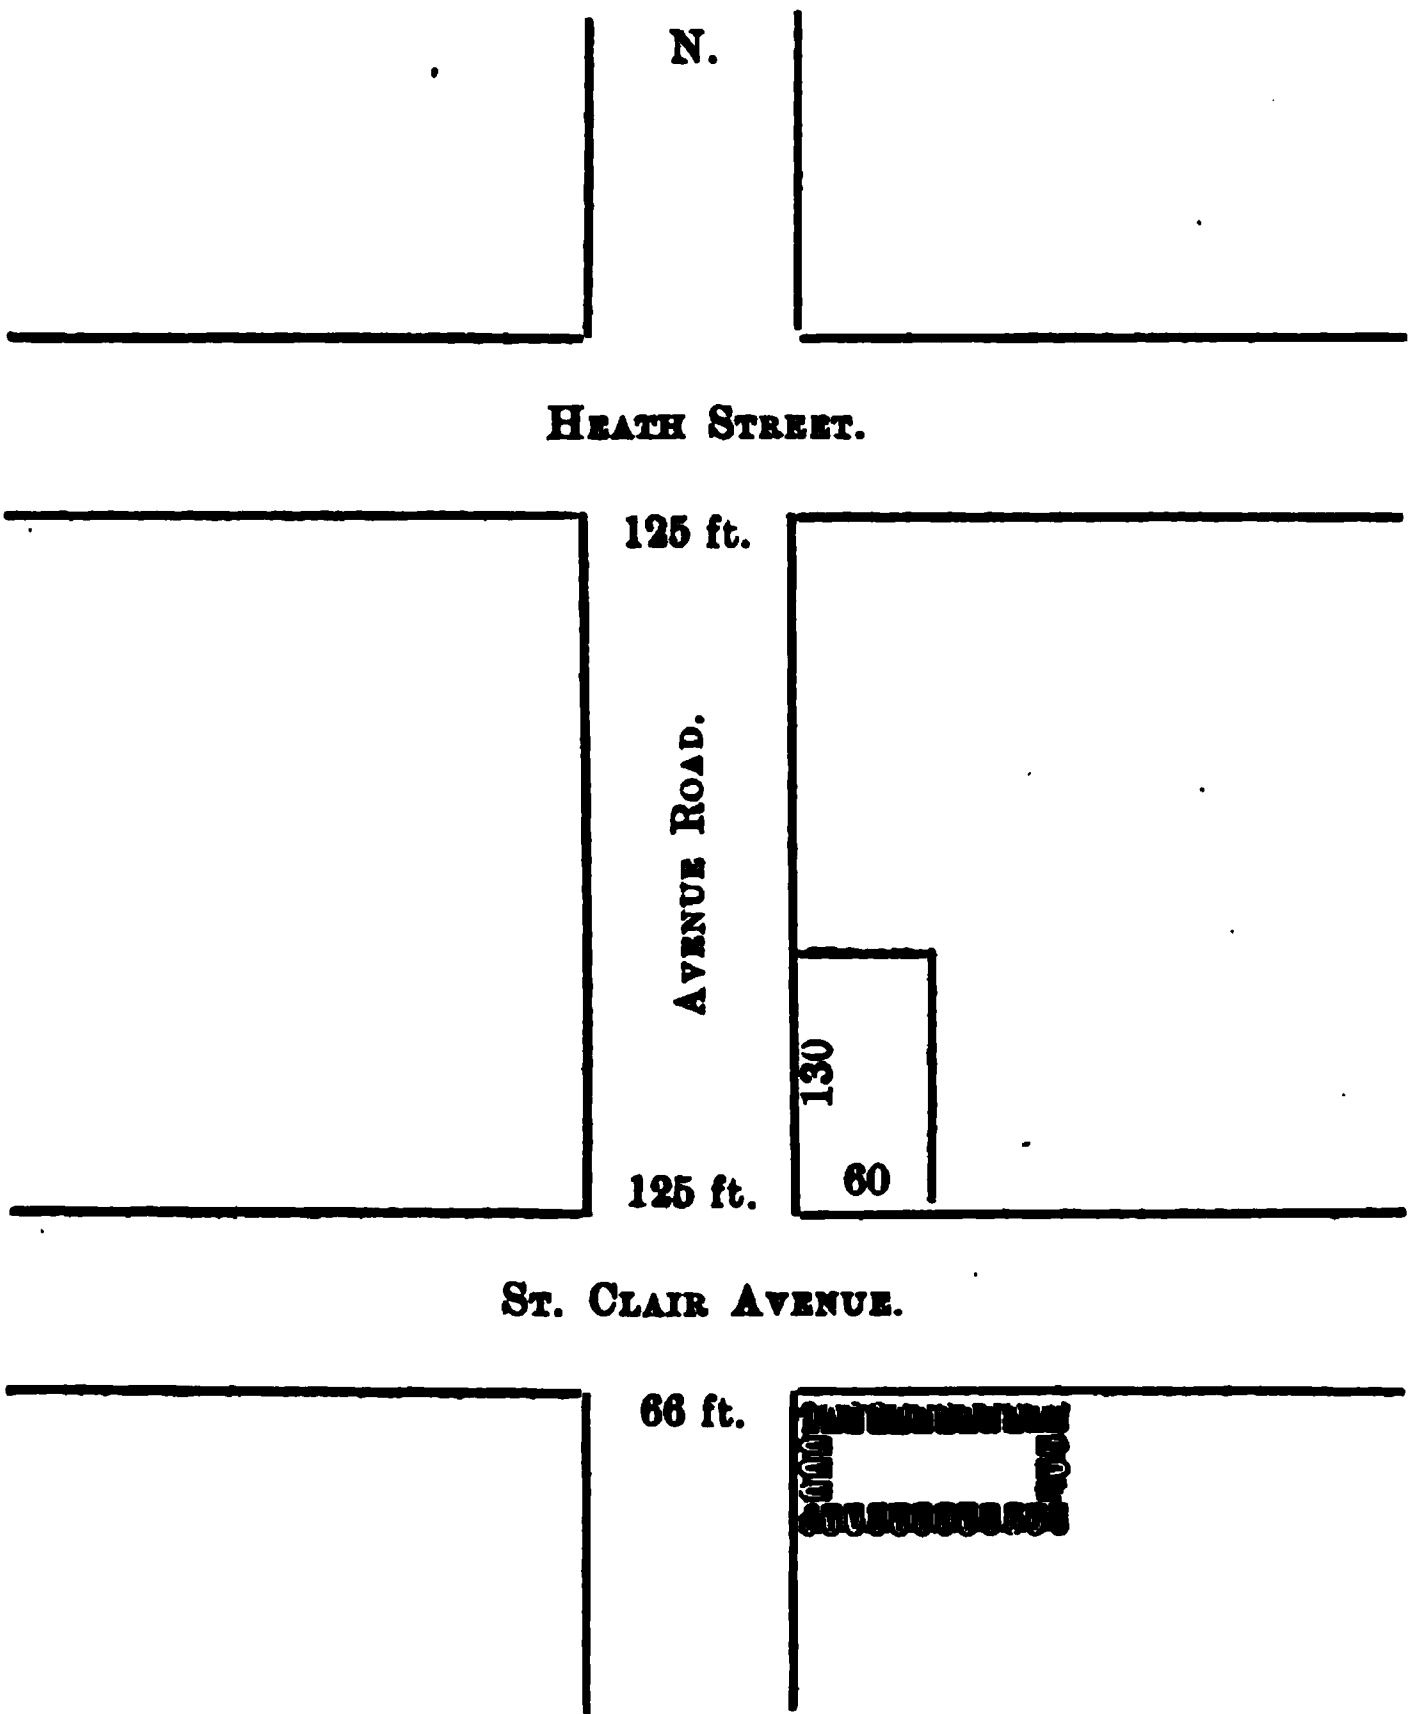 N.
HEATH STREET.
125 ft.
AVENUE ROAD.
130
60
125 ft.
ST. CLAIR AVENUE.
66 ft.